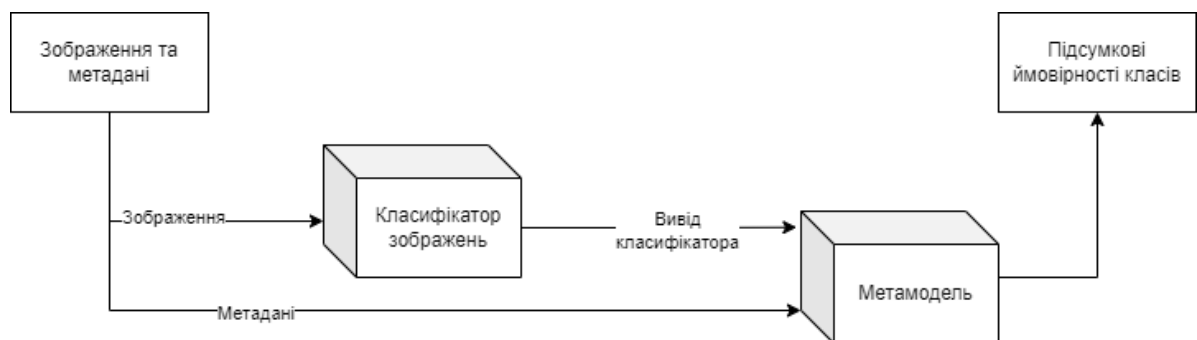 Зображення та
метадані
Підсумкові
ймовірності класів
Зображення
Класифікатор
зображень
Вивід
класифікатора
Метамодель
Метадані